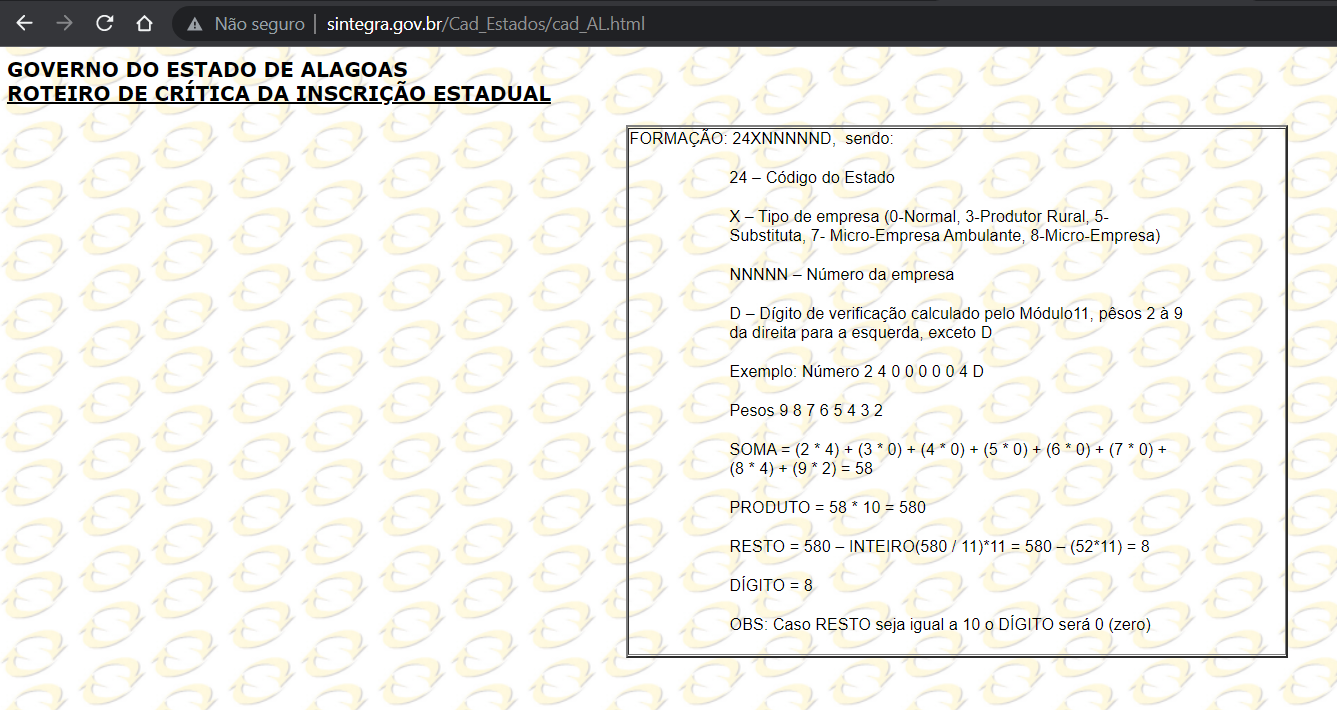 Não seguro | sintegra.gov.br/Cad_Estados/cad_AL.html
GOVERNO DO ESTADO DE ALAGOAS
ROTEIRO DE CRÍTICA DA INSCRIÇÃO ESTADUAL
FORMAÇÃO: 24XNNNNND, sendo:
24 – Código do Estado
X – Tipo de empresa (0-Normal, 3-Produtor Rural, 5-
Substituta, 7- Micro-Empresa Ambulante, 8-Micro-Empresa)
NNNNN – Número da empresa
D – Dígito de verificação calculado pelo Módulo11, pêsos 2 à 9
da direita para a esquerda, exceto D
Exemplo: Número 2 4 0 0 0 0 0 4 D
Pesos 9 8 7 6 5 4 3 2
SOMA = (2 * 4) + (3 * 0) + (4 * 0) + (5 * 0) + (6 * 0) + (7 * 0) +
(8 * 4) + (9 * 2) = 58
PRODUTO = 58 * 10 = 580
RESTO = 580 – INTEIRO(580 / 11)*11 = 580 – (52*11) = 8
DÍGITO = 8
OBS: Caso RESTO seja igual a 10 o DÍGITO será 0 (zero)